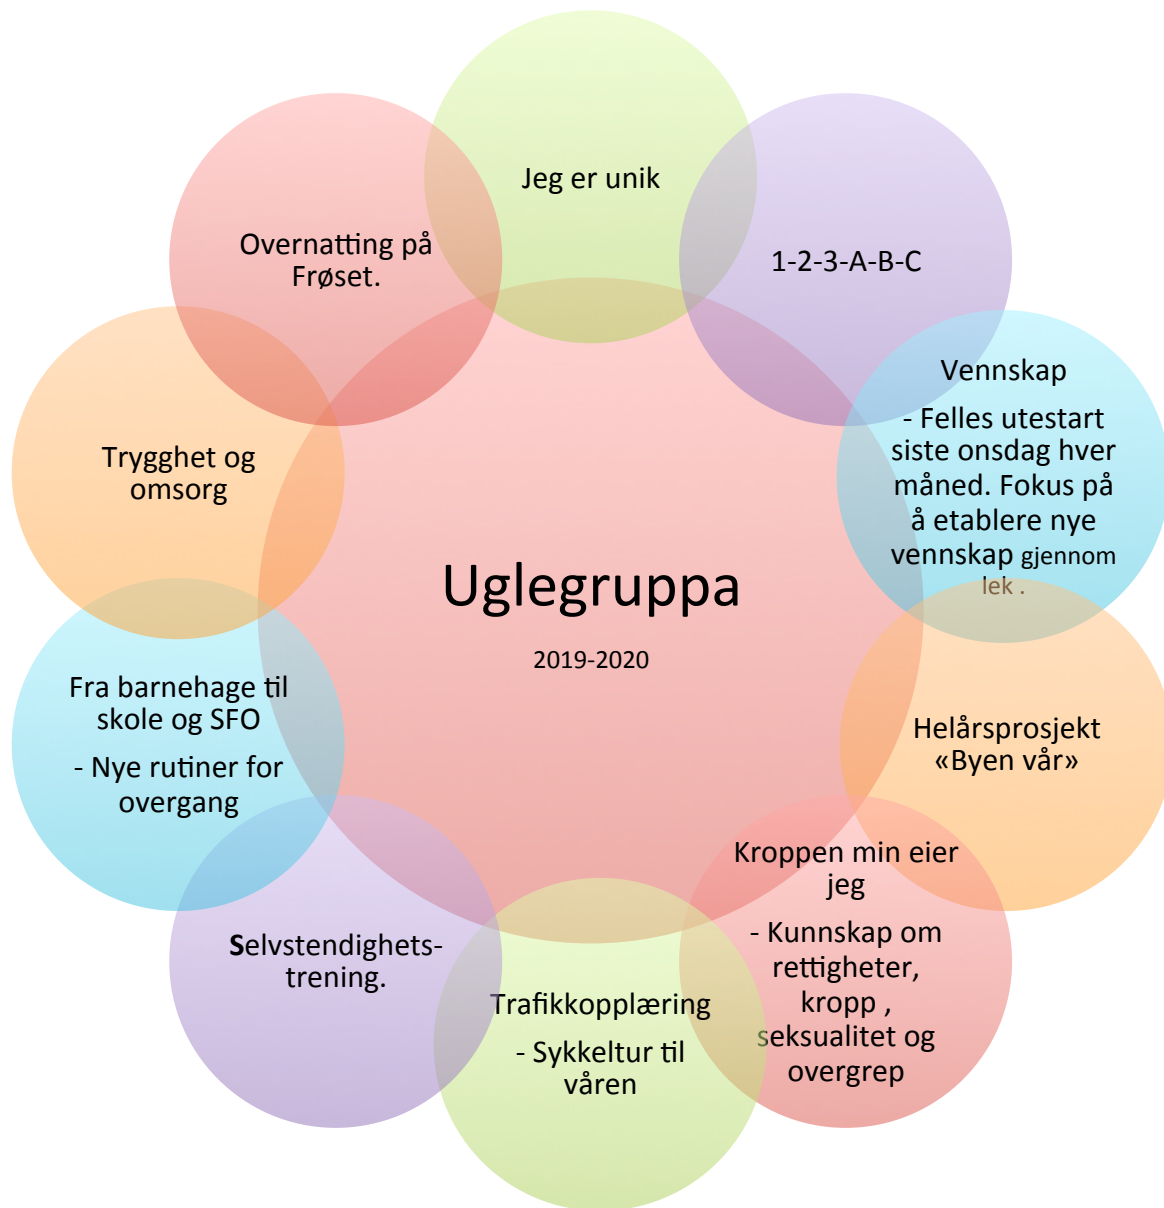 Jeg er unik
1-2-3-A-B-C
Vennskap
- Felles utestart
siste onsdag hver
måned. Fokus på
å etablere nye
vennskap gjennom
lek .
Helårsprosjekt
«Byen vår»
Kroppen min eier
jeg
- Kunnskap om
rettigheter,
kropp ,
seksualitet og
overgrep
Trafikkopplæring
- Sykkeltur til
våren
Selvstendighets-
trening.
Fra barnehage til
skole og SFO
- Nye rutiner for
overgang
Trygghet og
omsorg
Overnatting på
Frøset.
Uglegruppa
2019-2020